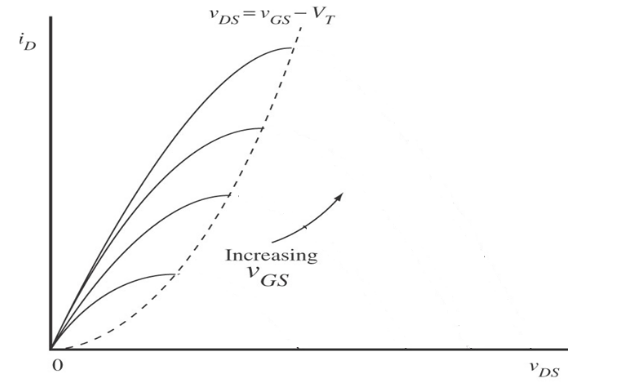 v_DS = v_GS − V_T
i_D
Increasing
v_GS
0
v_DS